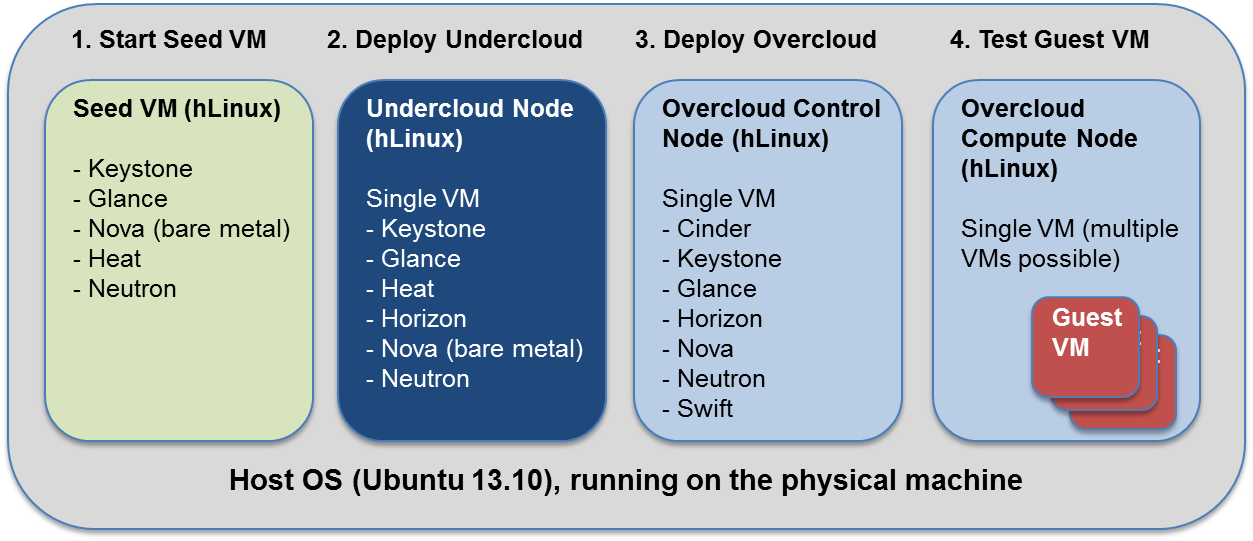 1. Start Seed VM
2. Deploy Undercloud
3. Deploy Overcloud
4. Test Guest VM
Seed VM (hLinux)
- Keystone
- Glance
- Nova (bare metal)
- Heat
- Neutron
Undercloud Node
(hLinux)
Single VM
- Keystone
- Glance
- Heat
- Horizon
- Nova (bare metal)
- Neutron
Overcloud Control
Node (hLinux)
Single VM
- Cinder
- Keystone
- Glance
- Horizon
- Nova
- Neutron
- Swift
Overcloud
Compute Node
(hLinux)
Single VM (multiple
VMs possible)
Guest
VM
Host OS (Ubuntu 13.10), running on the physical machine